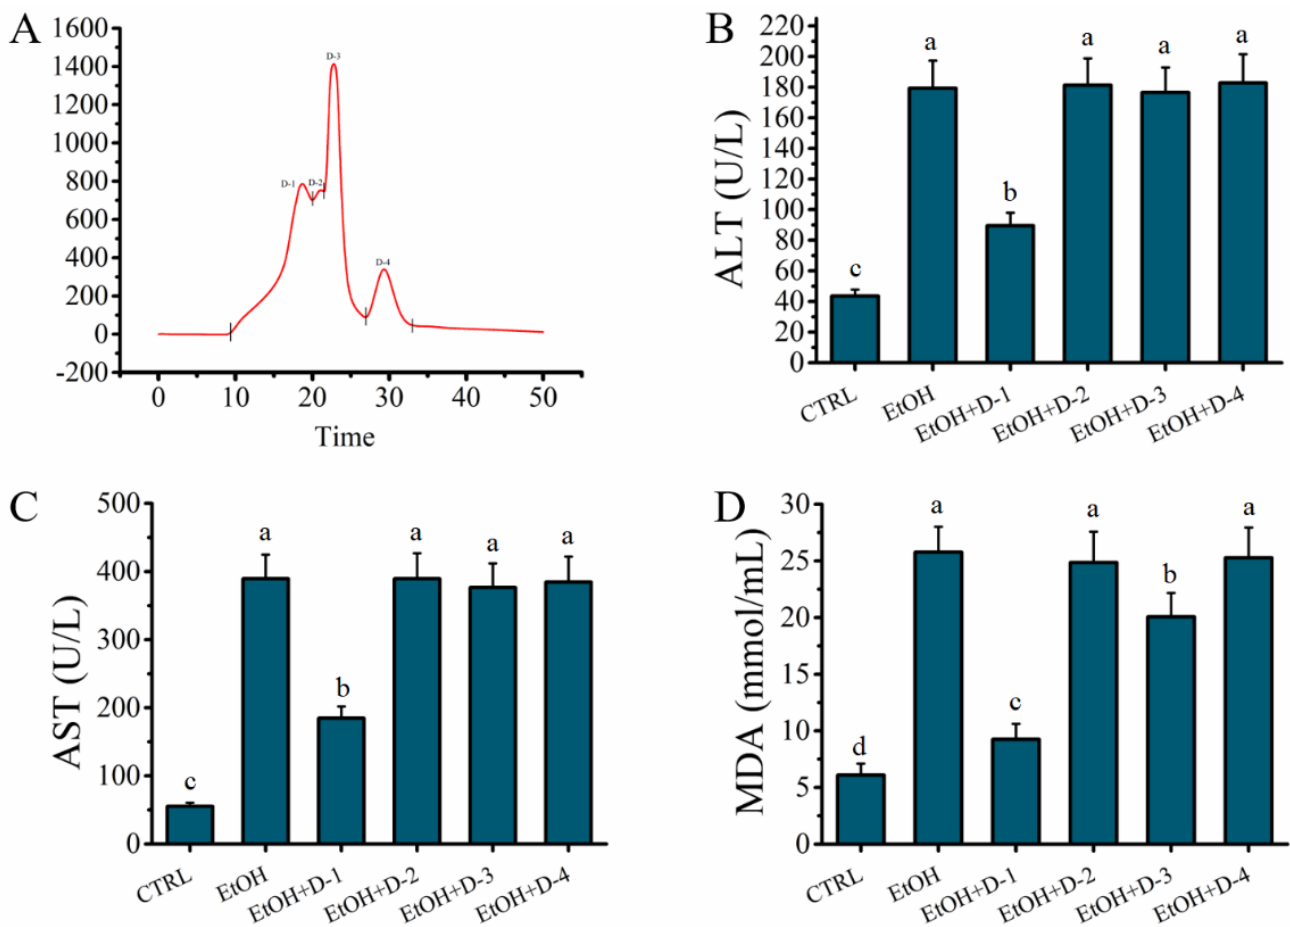 A
1600
1400
1200
1000
800
600
400
200
0
-200
D-1
D-2
D-3
D-4
0 10 20 30 40 50
Time
B
ALT (U/L)
220
200
180
160
140
120
100
80
60
40
20
0
c a b a a a
CTRL EtOH EtOH+D-1 EtOH+D-2 EtOH+D-3 EtOH+D-4
C
AST (U/L)
500
400
300
200
100
0
c a b a a a
CTRL EtOH EtOH+D-1 EtOH+D-2 EtOH+D-3 EtOH+D-4
D
MDA (mmol/mL)
30
25
20
15
10
5
0
d a c a b a
CTRL EtOH EtOH+D-1 EtOH+D-2 EtOH+D-3 EtOH+D-4